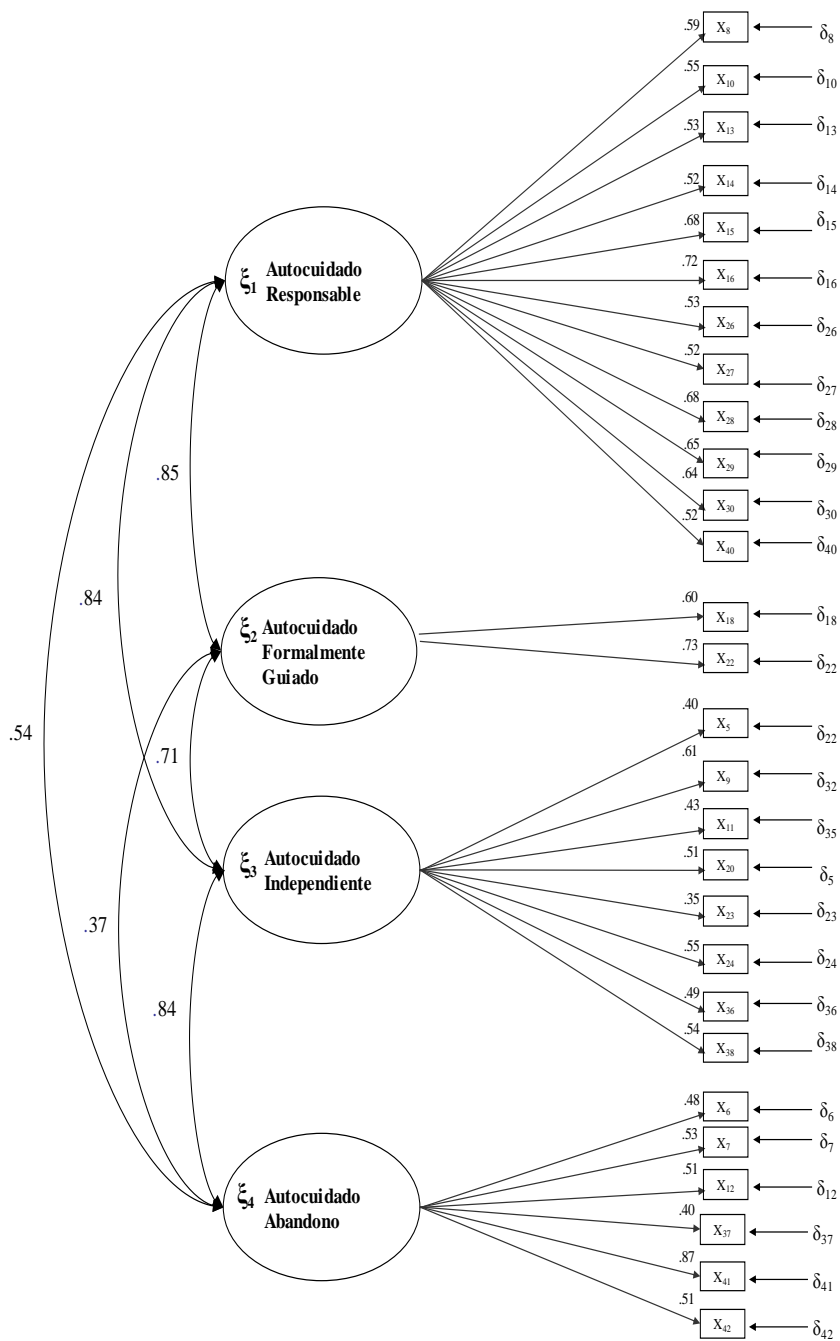 .59 X8 δ8
.55 X10 δ10
.53 X13 δ13
.52 X14 δ14
.68 X15 δ15
.72 X16 δ16
.53 X26 δ26
.52 X27 δ27
.68 X28 δ28
.65 X29 δ29
.64 X30 δ30
.52 X40 δ40
ξ1 Autocuidado
Responsable
.85
.84
.54
.60 X18 δ18
.73 X22 δ22
ξ2 Autocuidado
Formalmente
Guiado
.71
.37
.40 X5 δ22
.61 X9 δ32
.43 X11 δ35
.51 X20 δ5
.35 X23 δ23
.55 X24 δ24
.49 X36 δ36
.54 X38 δ38
ξ3 Autocuidado
Independiente
.84
.48 X6 δ6
.53 X7 δ7
.51 X12 δ12
.40 X37 δ37
.87 X41 δ41
.51 X42 δ42
ξ4 Autocuidado
Abandono